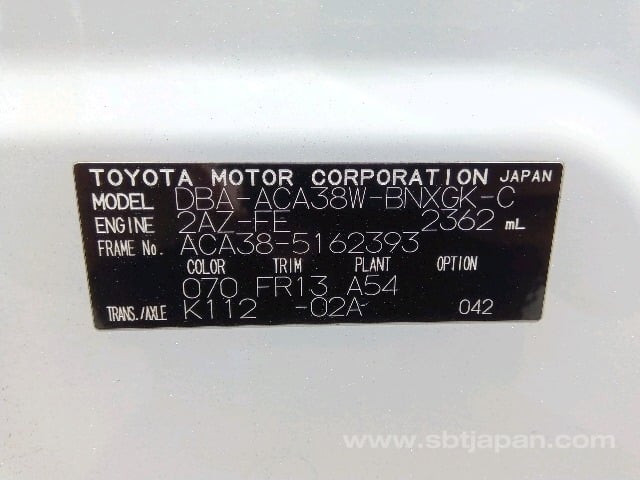 TOYOTA MOTOR CORPORATION JAPAN
MODEL DBA-ACA38W-BNXGK-C
ENGINE 2AZ-FE 2362 mL
FRAME No. ACA38-5162393
COLOR TRIM PLANT OPTION
070 FR13 A54
TRANS./AXLE K112 -02A 042
www.sbtjapan.com